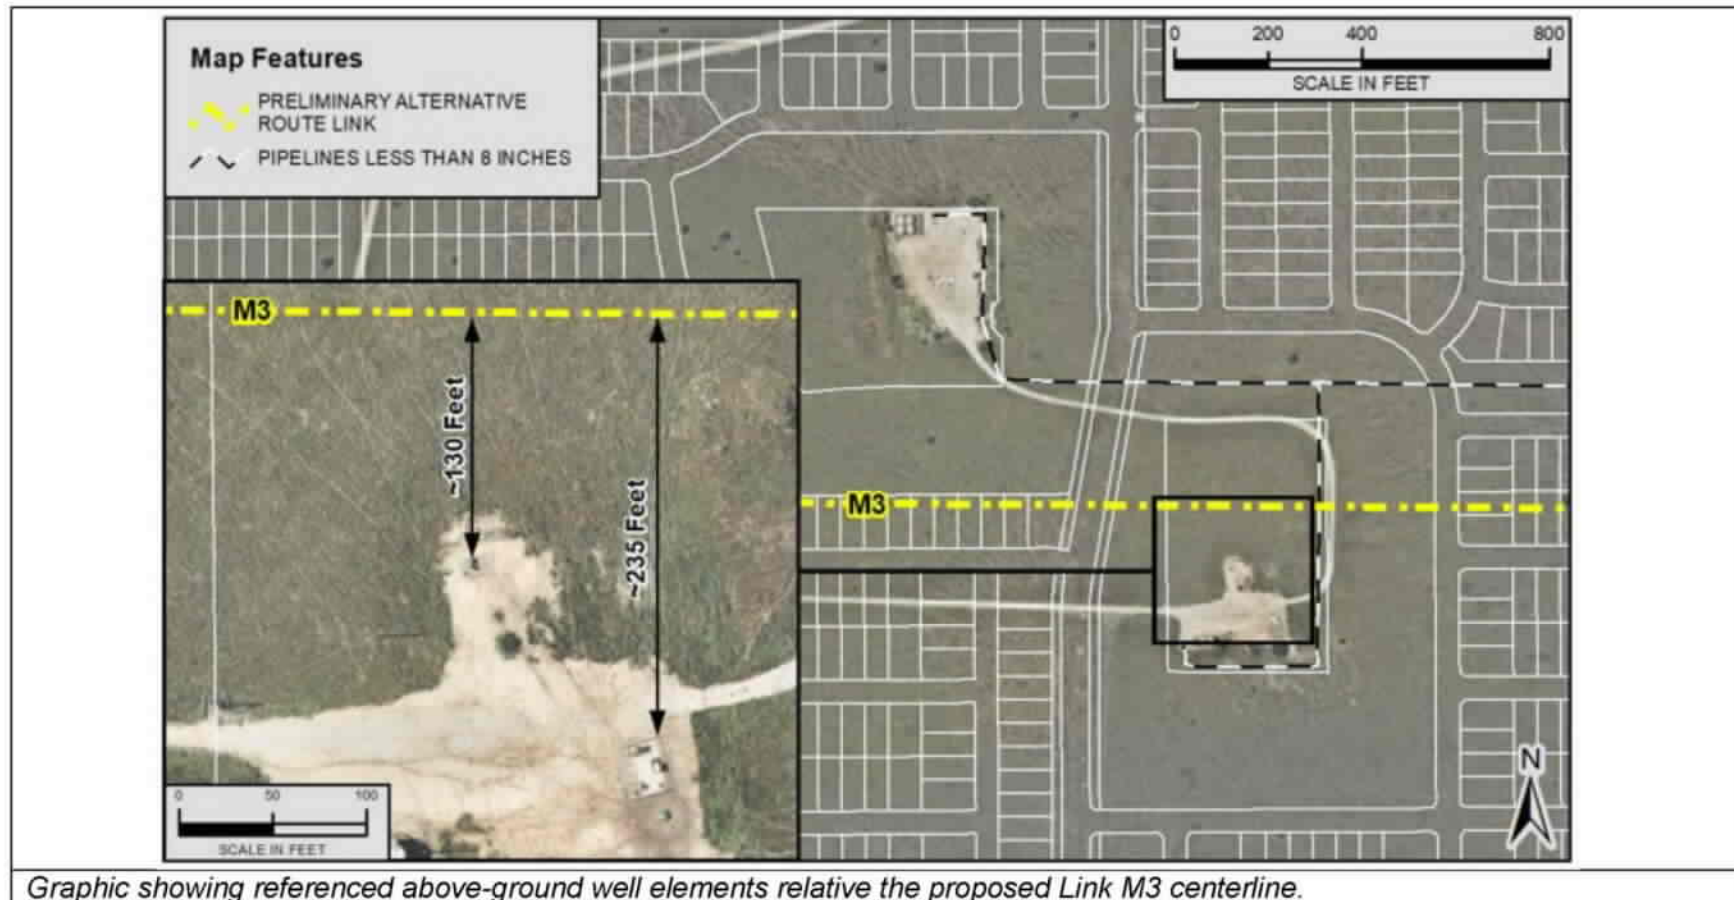 Map Features
PRELIMINARY ALTERNATIVE
ROUTE LINK
PIPELINES LESS THAN 8 INCHES
0 200 400 800
SCALE IN FEET
M3
~130 Feet
~235 Feet
M3
0 50 100
SCALE IN FEET
N
Graphic showing referenced above-ground well elements relative the proposed Link M3 centerline.